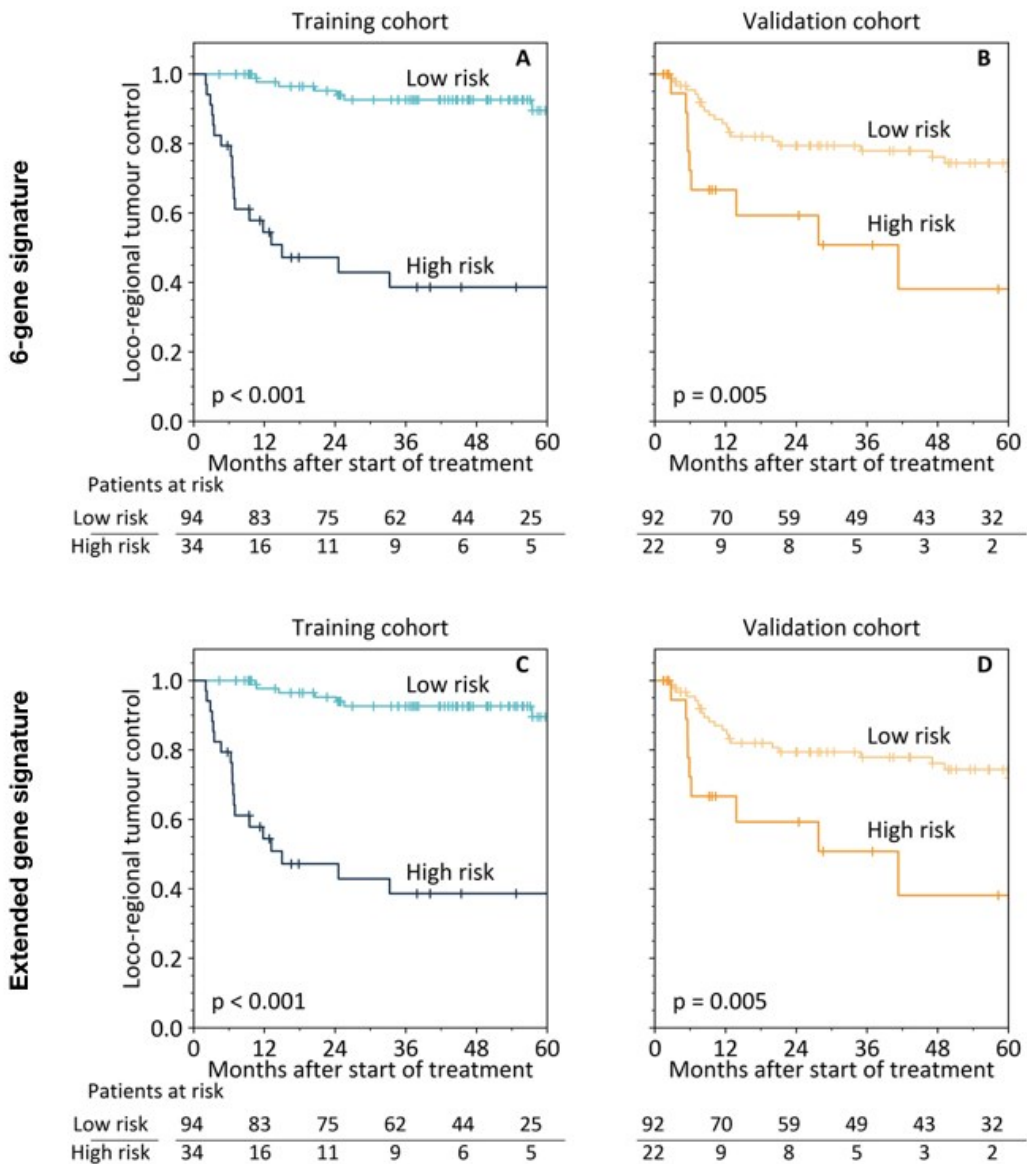 Training cohort
Validation cohort
6-gene signature
Loco-regional tumour control
1.0
0.8
0.6
0.4
0.2
0.0
A
Low risk
High risk
p < 0.001
0 12 24 36 48 60
Months after start of treatment
B
Low risk
High risk
p = 0.005
0 12 24 36 48 60
Months after start of treatment
Patients at risk
Low risk 94 83 75 62 44 25 92 70 59 49 43 32
High risk 34 16 11 9 6 5 22 9 8 5 3 2
Training cohort
Validation cohort
Extended gene signature
Loco-regional tumour control
1.0
0.8
0.6
0.4
0.2
0.0
C
Low risk
High risk
p < 0.001
0 12 24 36 48 60
Months after start of treatment
D
Low risk
High risk
p = 0.005
0 12 24 36 48 60
Months after start of treatment
Patients at risk
Low risk 94 83 75 62 44 25 92 70 59 49 43 32
High risk 34 16 11 9 6 5 22 9 8 5 3 2